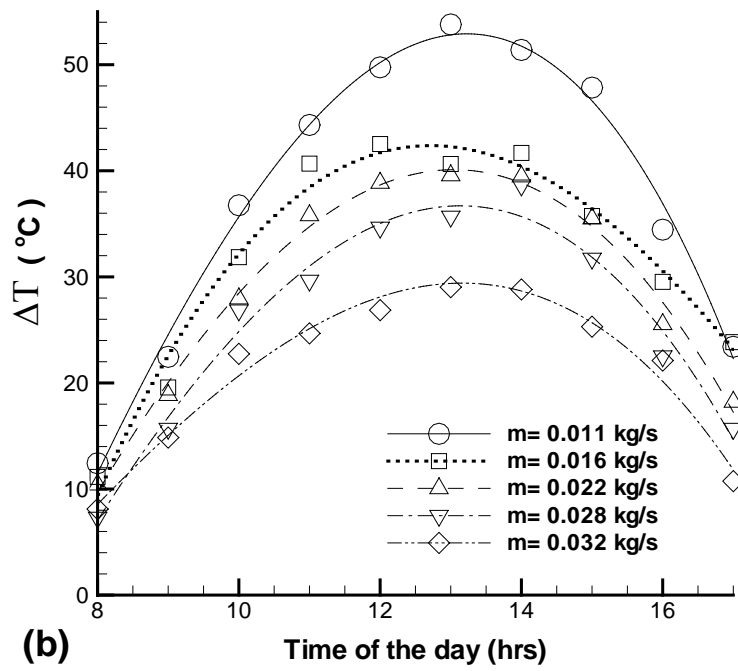 50
40
30
20
10
0
ΔT ( °C )
m= 0.011 kg/s
m= 0.016 kg/s
m= 0.022 kg/s
m= 0.028 kg/s
m= 0.032 kg/s
8 10 12 14 16
(b) Time of the day (hrs)